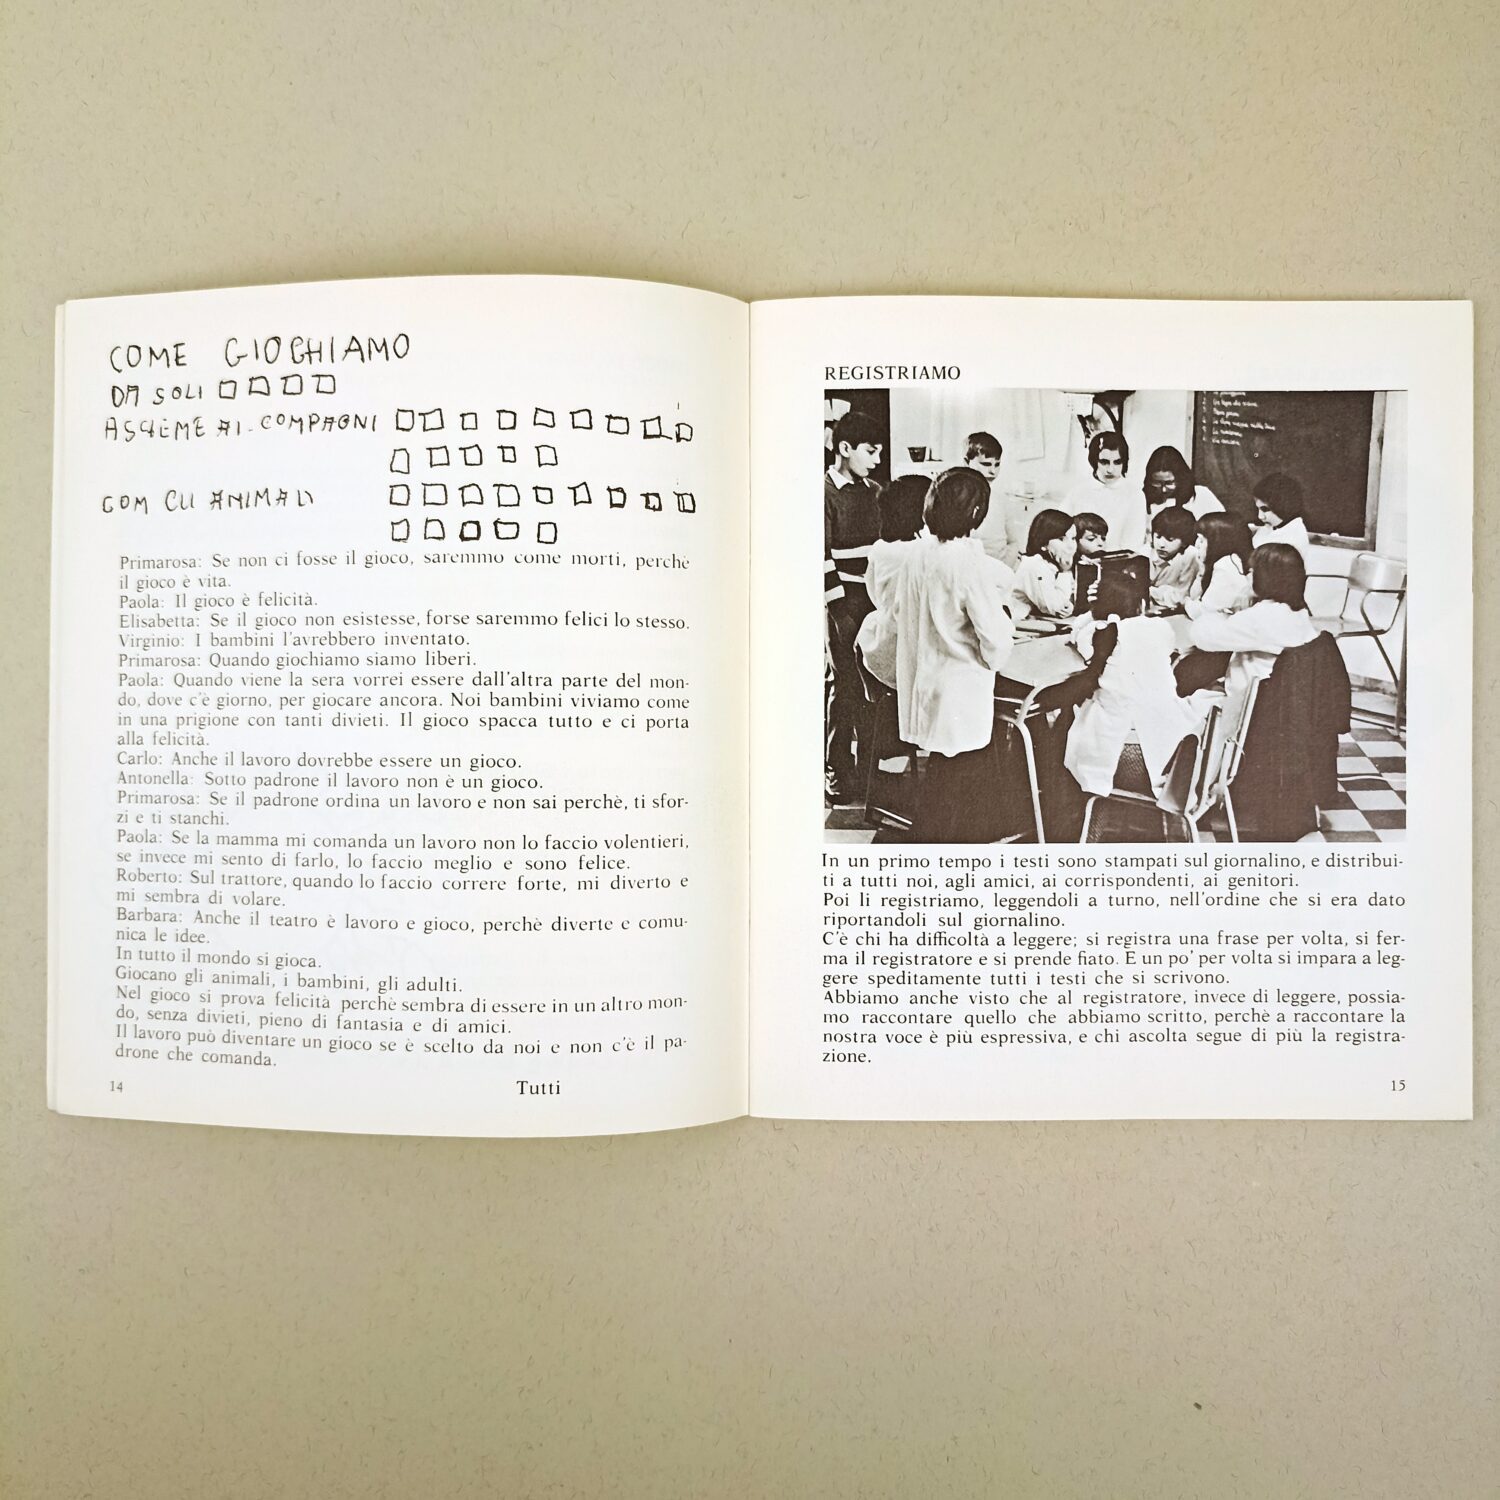 COME GIOCHIAMO
DA SOLI
ASSIEME AI COMPAGNI
COM CLI ANIMALI
Primarosa: Se non ci fosse il gioco, saremmo come morti, perchè
il gioco è vita.
Paola: Il gioco è felicità.
Elisabetta: Se il gioco non esistesse, forse saremmo felici lo stesso.
Virginio: I bambini l'avrebbero inventato.
Primarosa: Quando giochiamo siamo liberi.
Paola: Quando viene la sera vorrei essere dall'altra parte del mon-
do, dove c'è giorno, per giocare ancora. Noi bambini viviamo come
in una prigione con tanti divieti. Il gioco spacca tutto e ci porta
alla felicità.
Carlo: Anche il lavoro dovrebbe essere un gioco.
Antonella: Sotto padrone il lavoro non è un gioco.
Primarosa: Se il padrone ordina un lavoro e non sai perchè, ti sfor-
zi e ti stanchi.
Paola: Se la mamma mi comanda un lavoro non lo faccio volentieri,
se invece mi sento di farlo, lo faccio meglio e sono felice.
Roberto: Sul trattore, quando lo faccio correre forte, mi diverto e
mi sembra di volare.
Barbara: Anche il teatro è lavoro e gioco, perchè diverte e comu-
nica le idee.
In tutto il mondo si gioca.
Giocano gli animali, i bambini, gli adulti.
Nel gioco si prova felicità perchè sembra di essere in un altro mon-
do, senza divieti, pieno di fantasia e di amici.
Il lavoro può diventare un gioco se è scelto da noi e non c'è il pa-
drone che comanda.
14
Tutti
REGISTRIAMO
In un primo tempo i testi sono stampati sul giornalino, e distribui-
ti a tutti noi, agli amici, ai corrispondenti, ai genitori.
Poi li registriamo, leggendoli a turno, nell'ordine che si era dato
riportandoli sul giornalino.
C'è chi ha difficoltà a leggere; si registra una frase per volta, si fer-
ma il registratore e si prende fiato. E un po' per volta si impara a leg-
gere speditamente tutti i testi che si scrivono.
Abbiamo anche visto che al registratore, invece di leggere, possia-
mo raccontare quello che abbiamo scritto, perchè a raccontare la
nostra voce è più espressiva, e chi ascolta segue di più la registra-
zione.
15